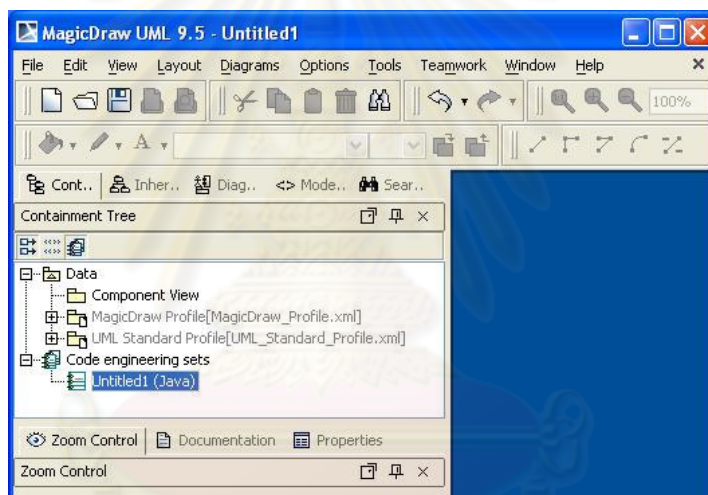 MagicDraw UML 9.5 - Untitled1
File Edit View Layout Diagrams Options Tools Teamwork Window Help
100%
Cont.. Inher.. Diag.. <> Mode.. Sear..
Containment Tree
Data
Component View
MagicDraw Profile[MagicDraw_Profile.xml]
UML Standard Profile[UML_Standard_Profile.xml]
Code engineering sets
Untitled1 (Java)
Zoom Control Documentation Properties
Zoom Control